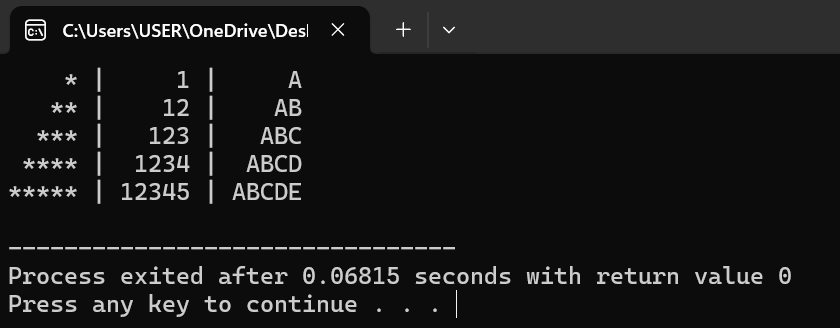 C:\Users\USER\OneDrive\Des
    * |     1 |     A
   ** |    12 |    AB
  *** |   123 |   ABC
 **** |  1234 |  ABCD
***** | 12345 | ABCDE
--------------------------------
Process exited after 0.06815 seconds with return value 0
Press any key to continue . . .